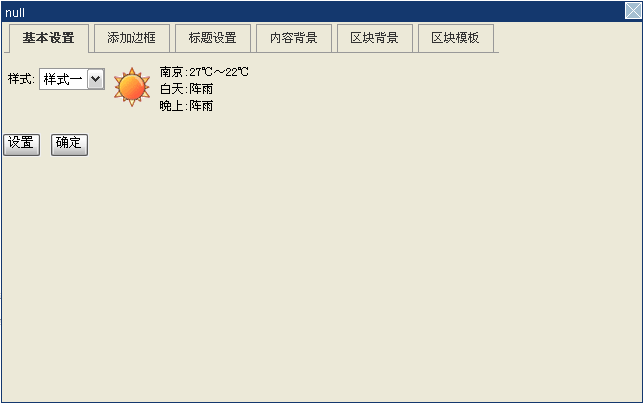 null
基本设置 添加边框 标题设置 内容背景 区块背景 区块模板
样式: 样式一
南京:27℃～22℃
白天:阵雨
晚上:阵雨
设置 确定